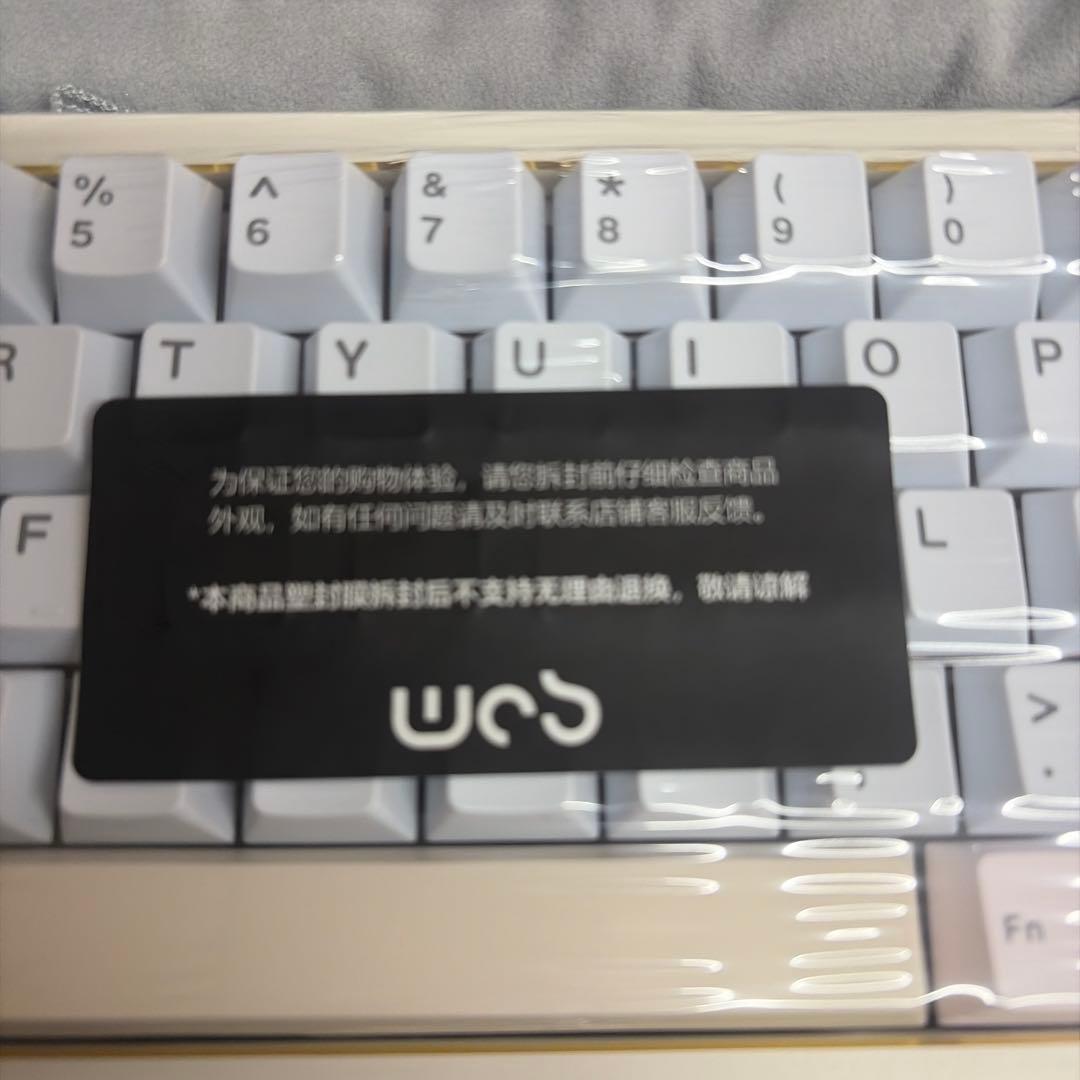 % ^ & * ( )
5 6 7 8 9 0
R T Y U I O P
为保证您的购物体验，请您拆封前仔细检查商品
外观，如有任何问题请及时联系店铺客服反馈。
*本商品塑封膜拆封后不支持无理由退换，敬请谅解
F L
wes
>
.
Fn